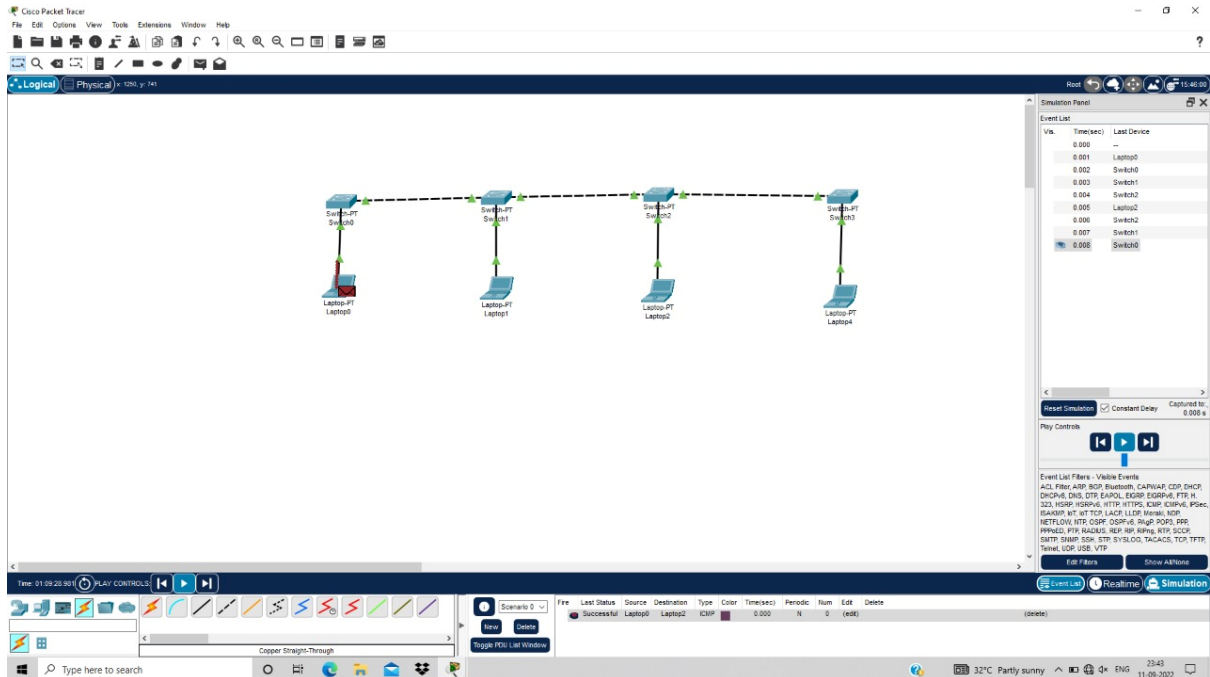 Cisco Packet Tracer
File Edit Options View Tools Extensions Window Help
?
Logical Physical x: 1250, y: 741 Root 15:46:00
Simulation Panel
Event List
Vis. Time(sec) Last Device
0.000 --
0.001 Laptop0
0.002 Switch0
0.003 Switch1
0.004 Switch2
0.005 Laptop2
0.006 Switch2
0.007 Switch1
0.008 Switch0
Switch-PT
Switch0
Switch-PT
Switch1
Switch-PT
Switch2
Switch-PT
Switch3
Laptop-PT
Laptop0
Laptop-PT
Laptop1
Laptop-PT
Laptop2
Laptop-PT
Laptop4
Reset Simulation Constant Delay Captured to:
0.008 s
Play Controls
Event List Filters - Visible Events
ACL Filter, ARP, BGP, Bluetooth, CAPWAP, CDP, DHCP,
DHCPv6, DNS, DTP, EAPOL, EIGRP, EIGRPv6, FTP, H.
323, HSRP, HSRPv6, HTTP, HTTPS, ICMP, ICMPv6, IPSec,
ISAKMP, IoT, IoT TCP, LACP, LLDP, Meraki, NDP,
NETFLOW, NTP, OSPF, OSPFv6, PAgP, POP3, PPP,
PPPoED, PTP, RADIUS, REP, RIP, RIPng, RTP, SCCP,
SMTP, SNMP, SSH, STP, SYSLOG, TACACS, TCP, TFTP,
Telnet, UDP, USB, VTP
Edit Filters Show All/None
Time: 01:09:28.981 PLAY CONTROLS: Event List Realtime Simulation
Scenario 0
New Delete
Toggle PDU List Window
Fire Last Status Source Destination Type Color Time(sec) Periodic Num Edit Delete
Successful Laptop0 Laptop2 ICMP 0.000 N 0 (edit) (delete)
Copper Straight-Through
Type here to search
32°C Partly sunny ENG 23:43
11-09-2022